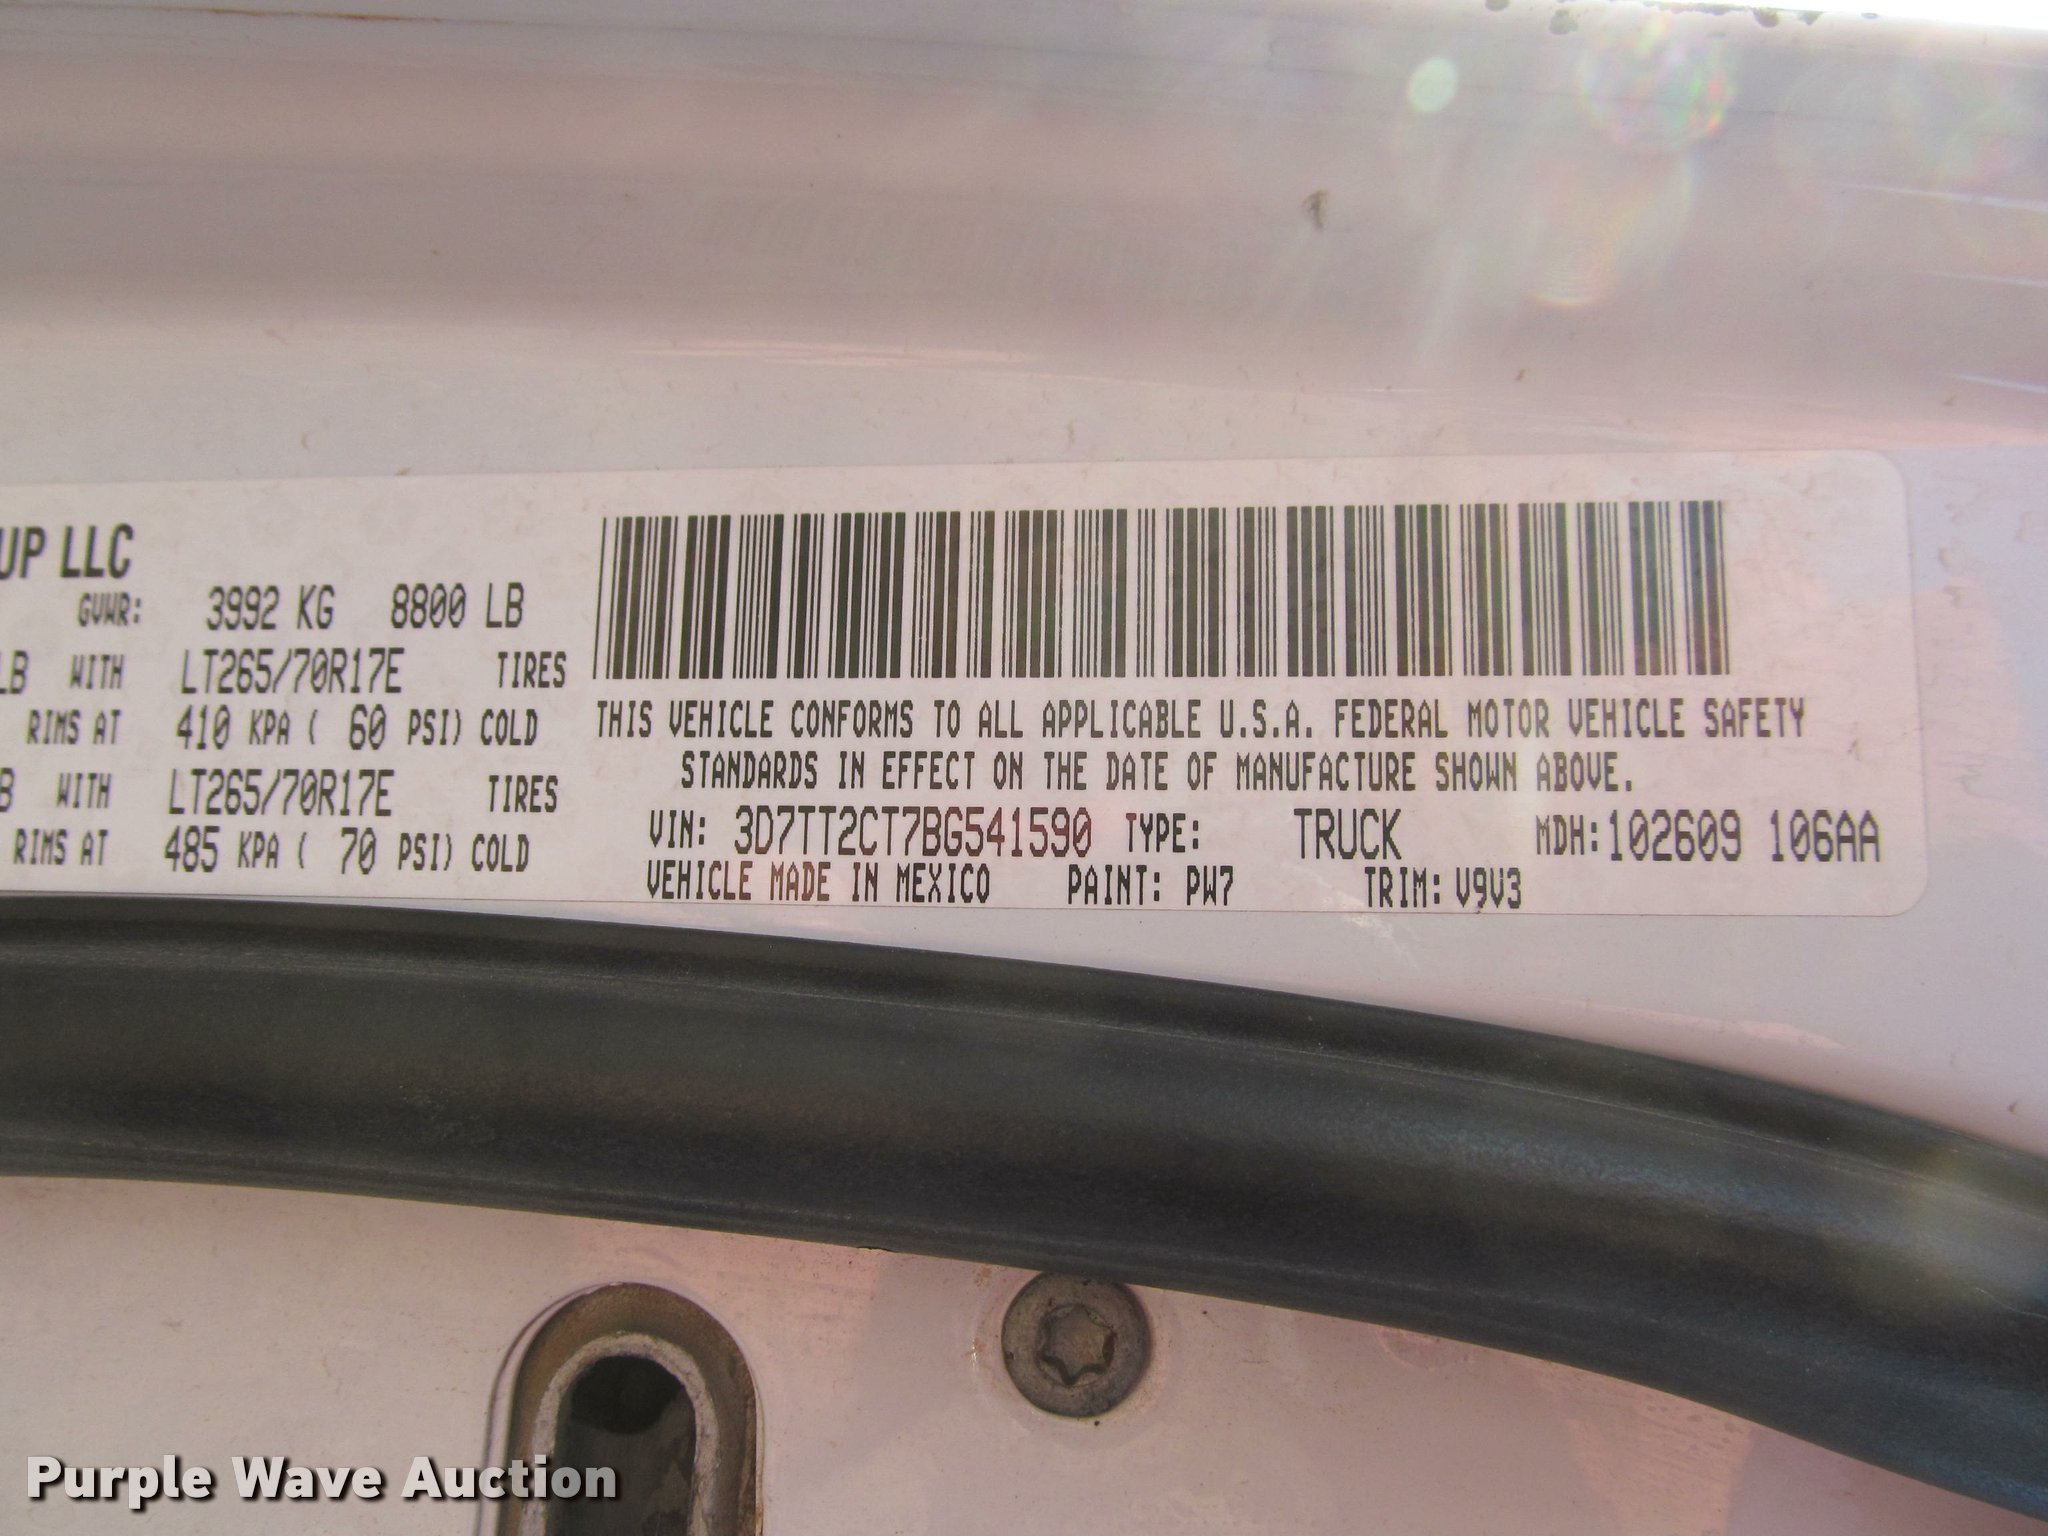 UP LLC
GVWR: 3992 KG 8800 LB
LB WITH LT265/70R17E TIRES
RIMS AT 410 KPA ( 60 PSI) COLD
B WITH LT265/70R17E TIRES
RIMS AT 485 KPA ( 70 PSI) COLD
THIS VEHICLE CONFORMS TO ALL APPLICABLE U.S.A. FEDERAL MOTOR VEHICLE SAFETY
STANDARDS IN EFFECT ON THE DATE OF MANUFACTURE SHOWN ABOVE.
VIN: 3D7TT2CT7BG541590 TYPE: TRUCK MDH: 102609 106AA
VEHICLE MADE IN MEXICO PAINT: PW7 TRIM: V9V3
Purple Wave Auction